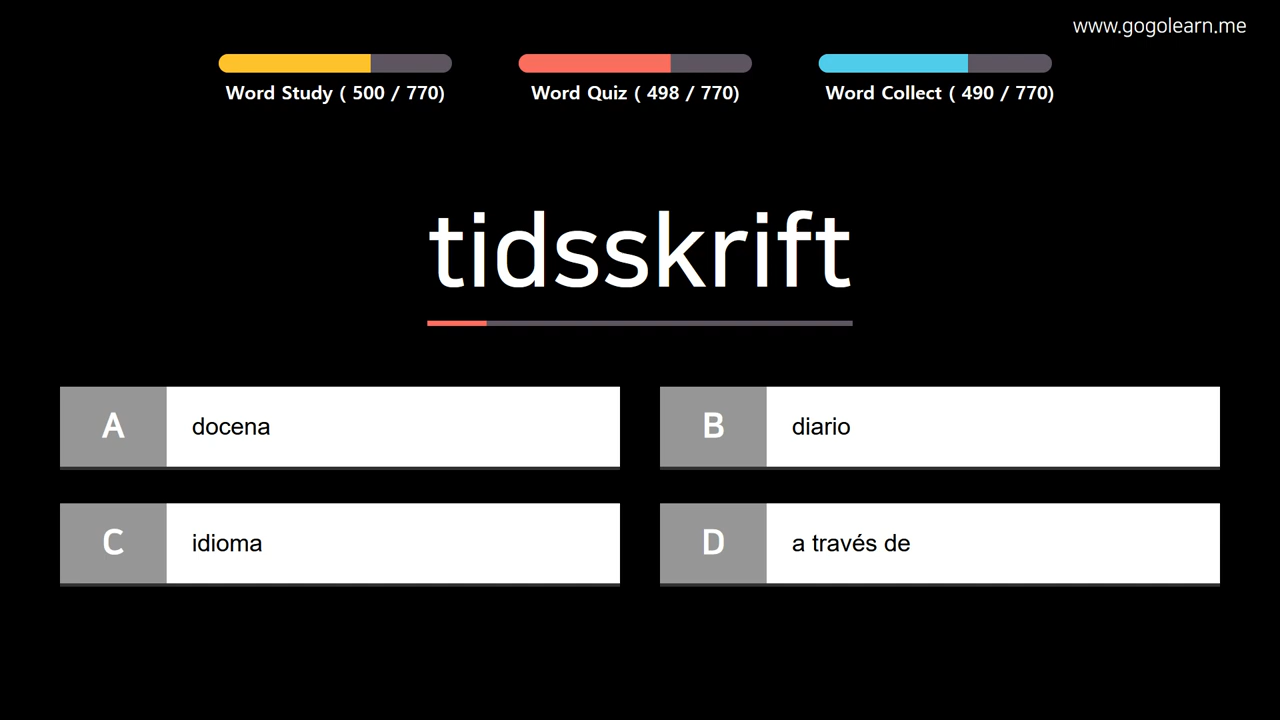 www.gogolearn.me
Word Study ( 500 / 770)
Word Quiz ( 498 / 770)
Word Collect ( 490 / 770)
tidsskrift
A docena
B diario
C idioma
D a través de